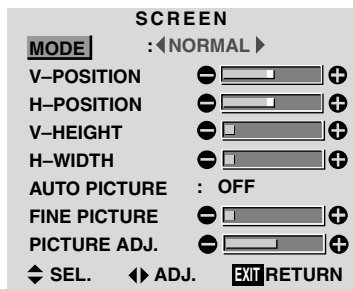 SCREEN
MODE : NORMAL
V–POSITION
H–POSITION
V–HEIGHT
H–WIDTH
AUTO PICTURE : OFF
FINE PICTURE
PICTURE ADJ.
SEL. ADJ. EXIT RETURN